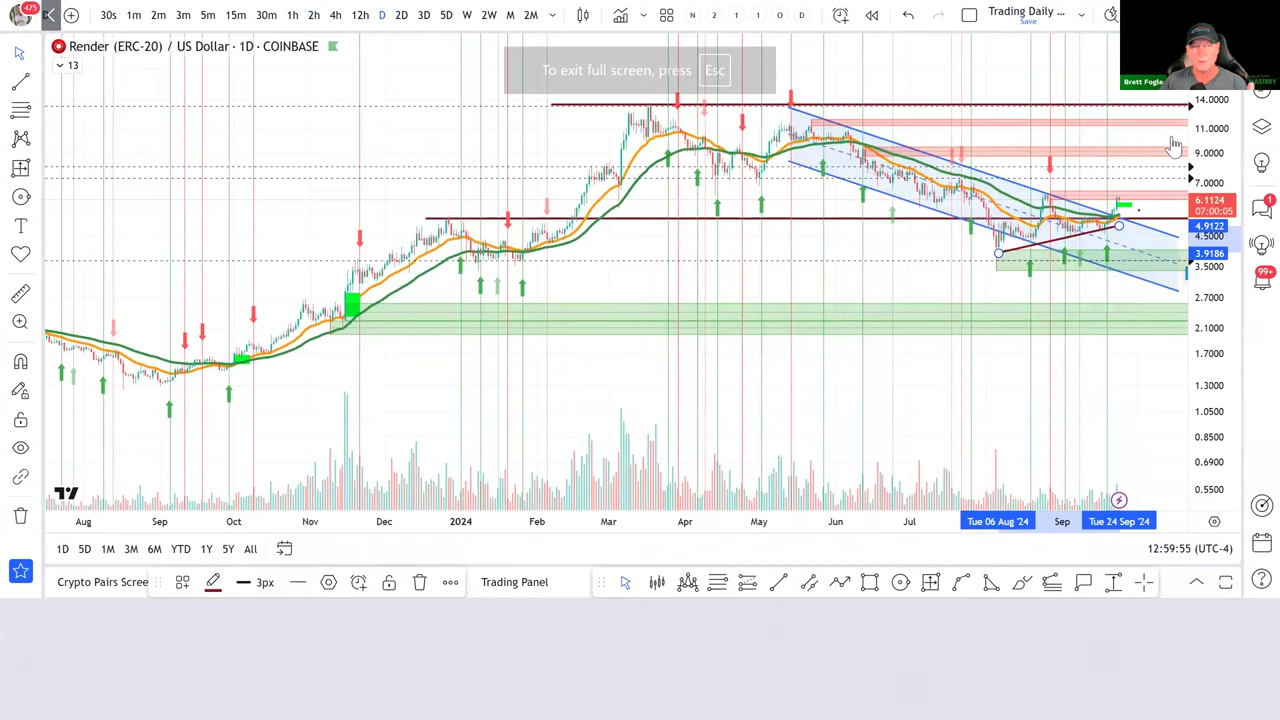 475
30s 1m 2m 3m 5m 15m 30m 1h 2h 4h 12h D 2D 3D 5D W 2W M 2M
N 2 1 1 O D
Trading Daily ...
Save
Render (ERC-20) / US Dollar · 1D · COINBASE
13
To exit full screen, press Esc
Brett Fogle
MASTERY
14.0000
11.0000
9.0000
7.0000
6.1124
07:00:05
4.9122
4.5000
3.9186
3.5000
2.7000
2.1000
1.7000
1.3000
1.0500
0.8500
0.6900
0.5500
1
99+
Aug Sep Oct Nov Dec 2024 Feb Mar Apr May Jun Jul Tue 06 Aug '24 Sep Tue 24 Sep '24
1D 5D 1M 3M 6M YTD 1Y 5Y All
12:59:55 (UTC-4)
Crypto Pairs Scree
3px
Trading Panel